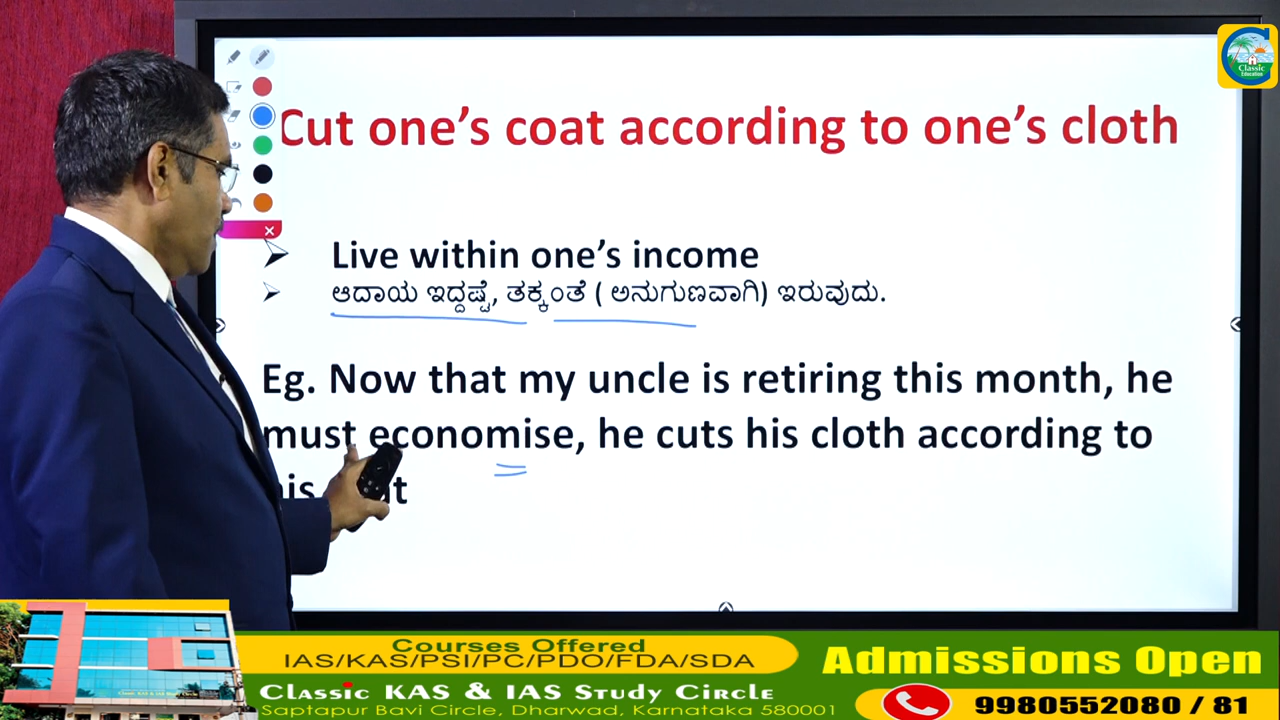 Classic
Education
Cut one's coat according to one's cloth
Live within one's income
ಆದಾಯ ಇದ್ದಷ್ಟೆ, ತಕ್ಕಂತೆ ( ಅನುಗುಣವಾಗಿ) ಇರುವುದು.
Eg. Now that my uncle is retiring this month, he
must economise, he cuts his cloth according to
Courses Offered
IAS/KAS/PSI/PC/PDO/FDA/SDA
Classic KAS & IAS Study Circle
Saptapur Bavi Circle, Dharwad, Karnataka 580001
Admissions Open
9980552080 / 81